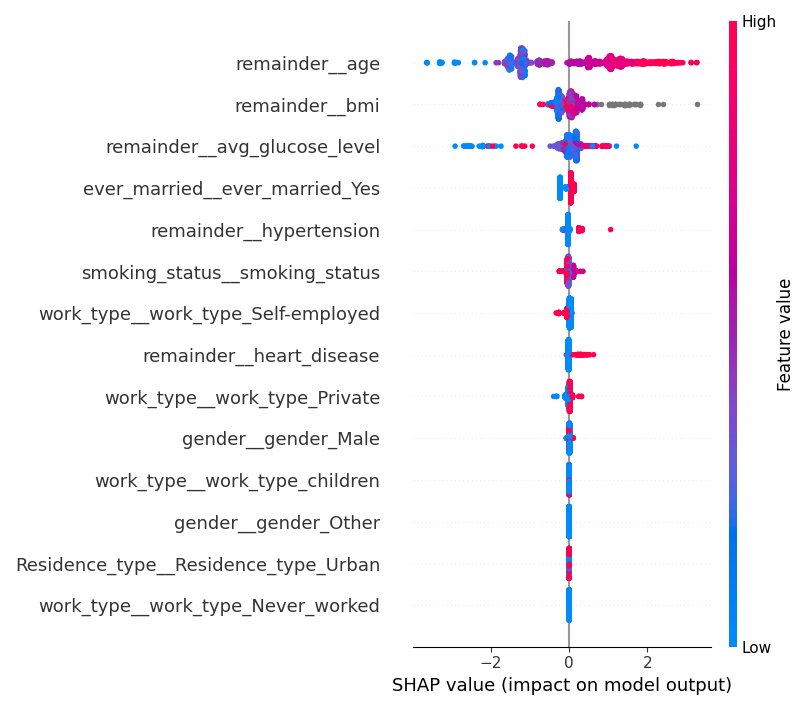 High
remainder__age
remainder__bmi
remainder__avg_glucose_level
ever_married__ever_married_Yes
remainder__hypertension
smoking_status__smoking_status
work_type__work_type_Self-employed
remainder__heart_disease
work_type__work_type_Private
gender__gender_Male
work_type__work_type_children
gender__gender_Other
Residence_type__Residence_type_Urban
work_type__work_type_Never_worked
Feature value
Low
−2 0 2
SHAP value (impact on model output)